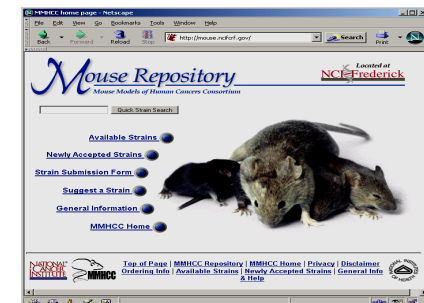 MMHCC home page - Netscape
File Edit View Go Bookmarks Tools Window Help
Back Forward Reload Stop http://mouse.ncifcrf.gov/ Search Print
Mouse Repository
Mouse Models of Human Cancers Consortium
Located at
NCI-Frederick
Quick Strain Search
Available Strains
Newly Accepted Strains
Strain Submission Form
Suggest a Strain
General Information
MMHCC Home
NATIONAL CANCER INSTITUTE
MMHCC
Top of Page | MMHCC Repository | MMHCC Home | Privacy | Disclaimer
Ordering Info | Available Strains | Newly Accepted Strains | General Info
& Help